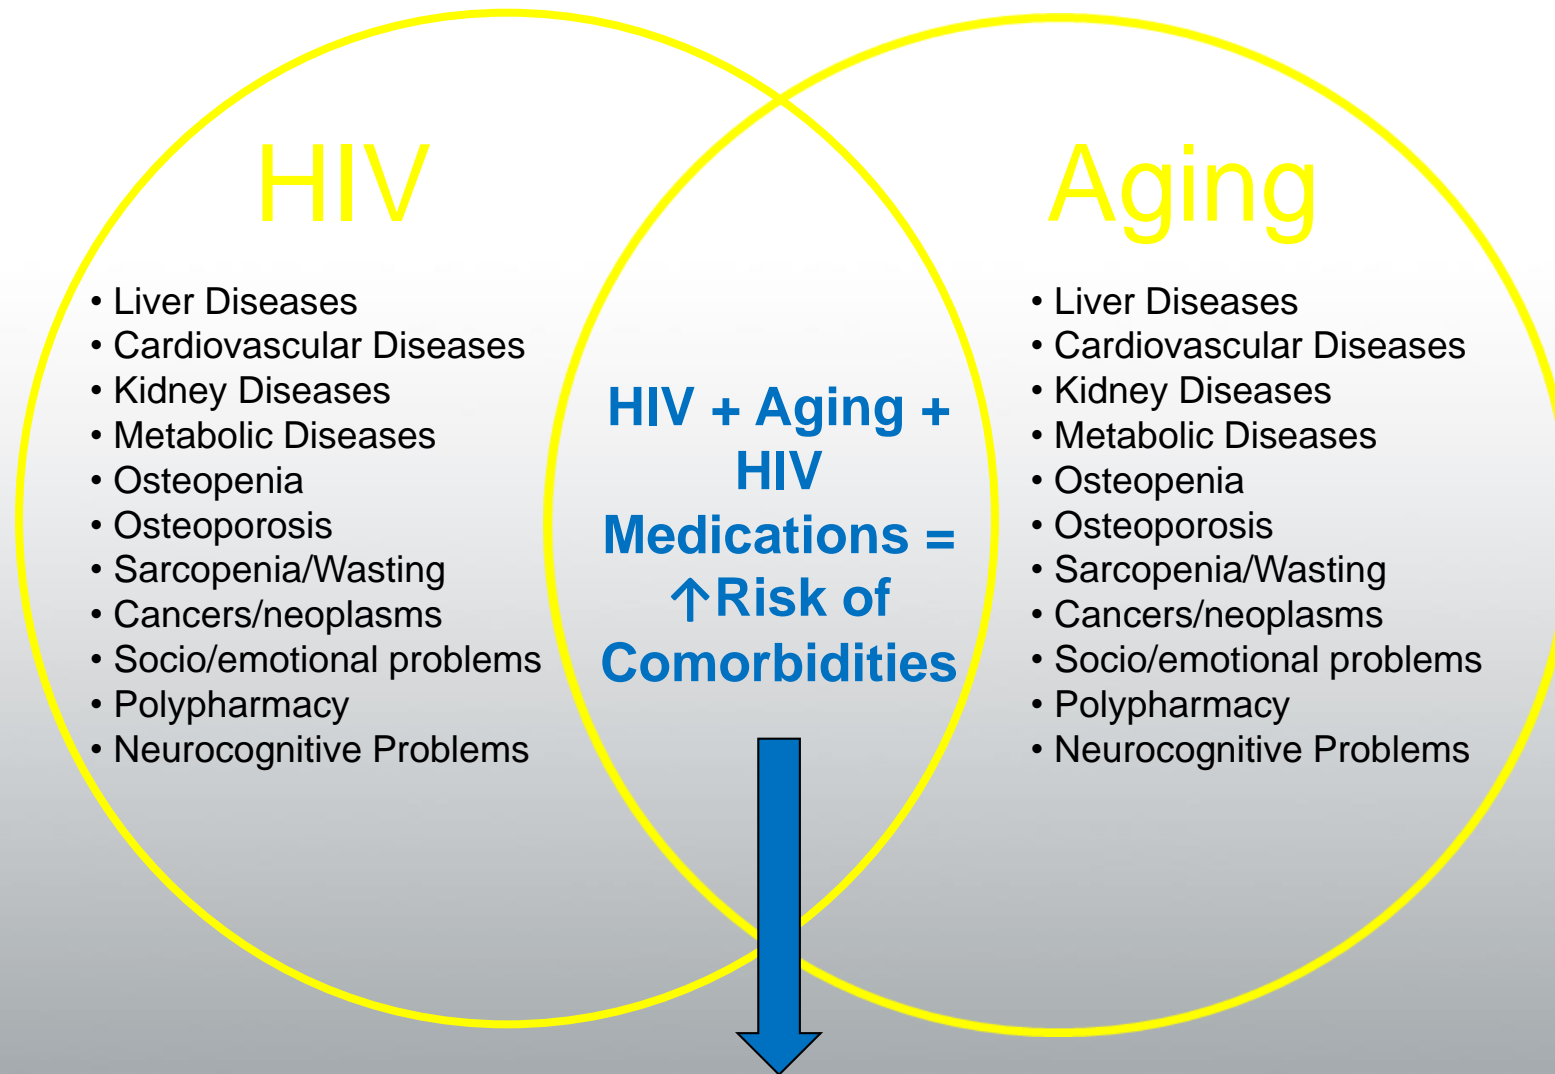 HIV
• Liver Diseases
• Cardiovascular Diseases
• Kidney Diseases
• Metabolic Diseases
• Osteopenia
• Osteoporosis
• Sarcopenia/Wasting
• Cancers/neoplasms
• Socio/emotional problems
• Polypharmacy
• Neurocognitive Problems
HIV + Aging +
HIV
Medications =
↑Risk of
Comorbidities
Aging
• Liver Diseases
• Cardiovascular Diseases
• Kidney Diseases
• Metabolic Diseases
• Osteopenia
• Osteoporosis
• Sarcopenia/Wasting
• Cancers/neoplasms
• Socio/emotional problems
• Polypharmacy
• Neurocognitive Problems